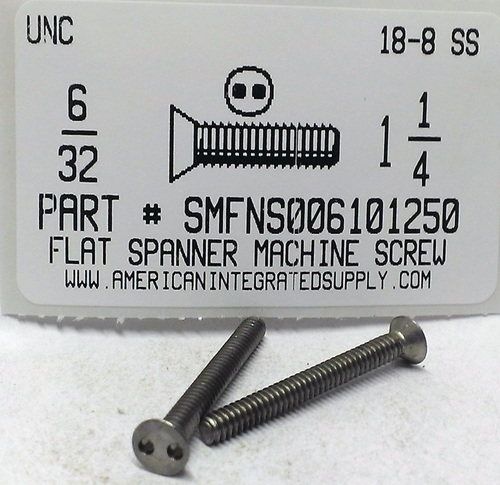 UNC
18-8 SS
6
32
1 1
4
PART # SMFNS006101250
FLAT SPANNER MACHINE SCREW
WWW.AMERICANINTEGRATEDSUPPLY.COM